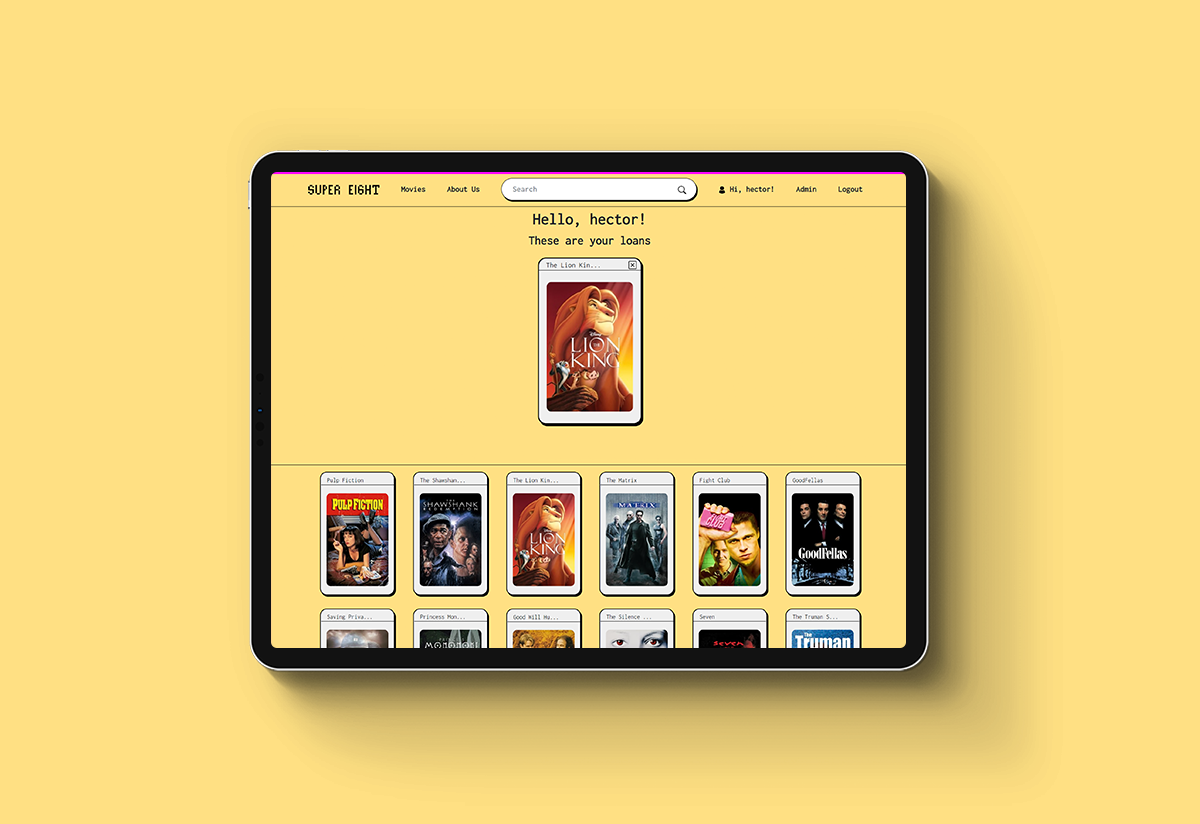 SUPER EIGHT Movies About Us Search Hi, hector! Admin Logout
Hello, hector!
These are your loans
The Lion Kin...
Disney
THE
LION
KING
Pulp Fiction The Shawshan... The Lion Kin... The Matrix Fight Club GoodFellas
PULP FICTION
THE
SHAWSHANK
REDEMPTION
LION
KING
MATRIX
FIGHT
CLUB
GoodFellas
Saving Priva... Princess Mon... Good Will Hu... The Silence ... Seven The Truman S...
SEVEN
The
Truman